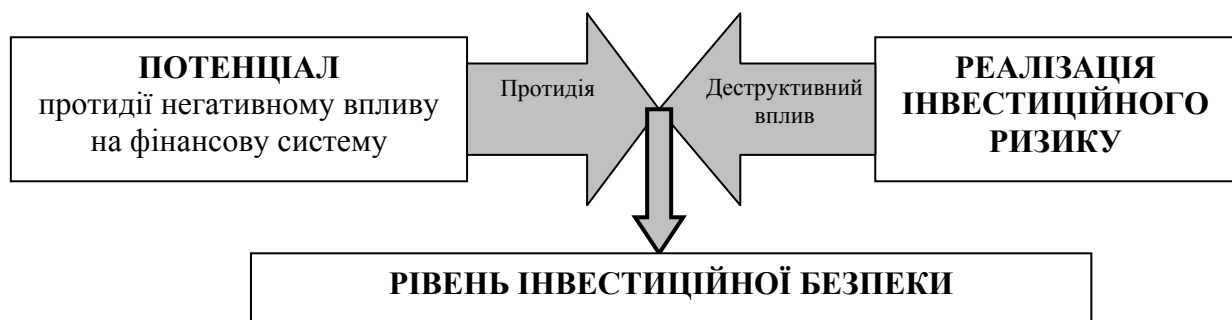 ПОТЕНЦІАЛ
протидії негативному впливу
на фінансову систему
Протидія
Деструктивний
вплив
РЕАЛІЗАЦІЯ
ІНВЕСТИЦІЙНОГО
РИЗИКУ
РІВЕНЬ ІНВЕСТИЦІЙНОЇ БЕЗПЕКИ